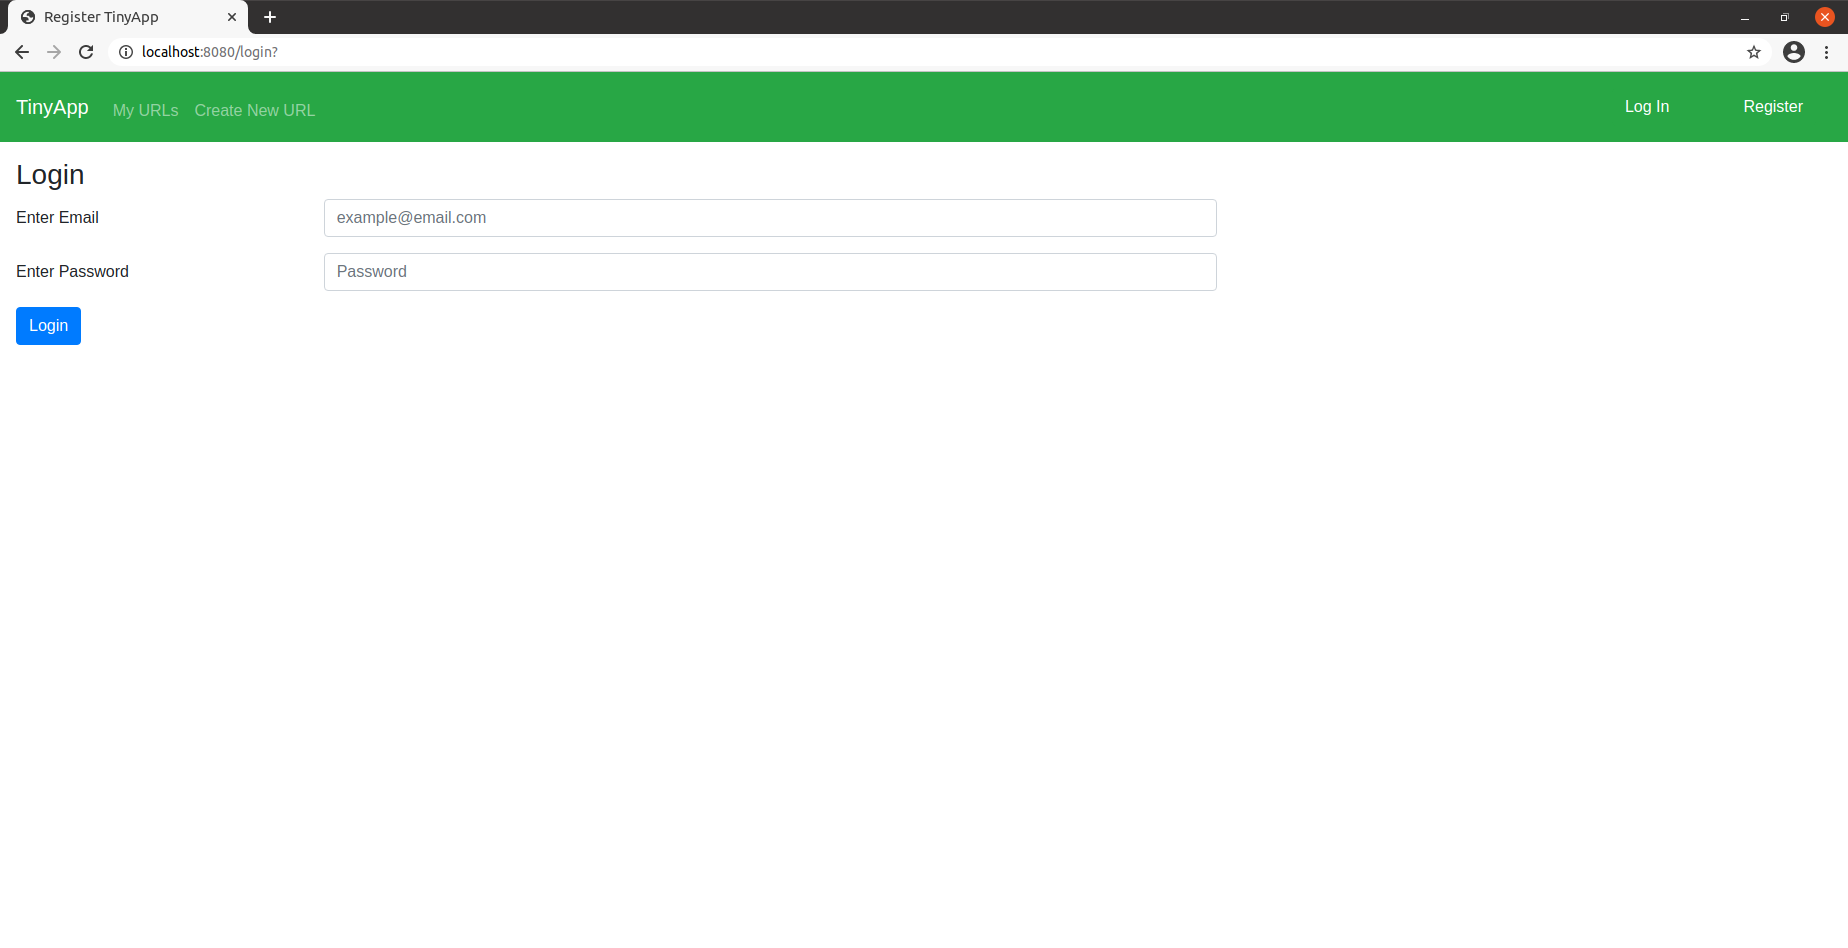 Register TinyApp
localhost:8080/login?
TinyApp My URLs Create New URL Log In Register
Login
Enter Email example@email.com
Enter Password Password
Login